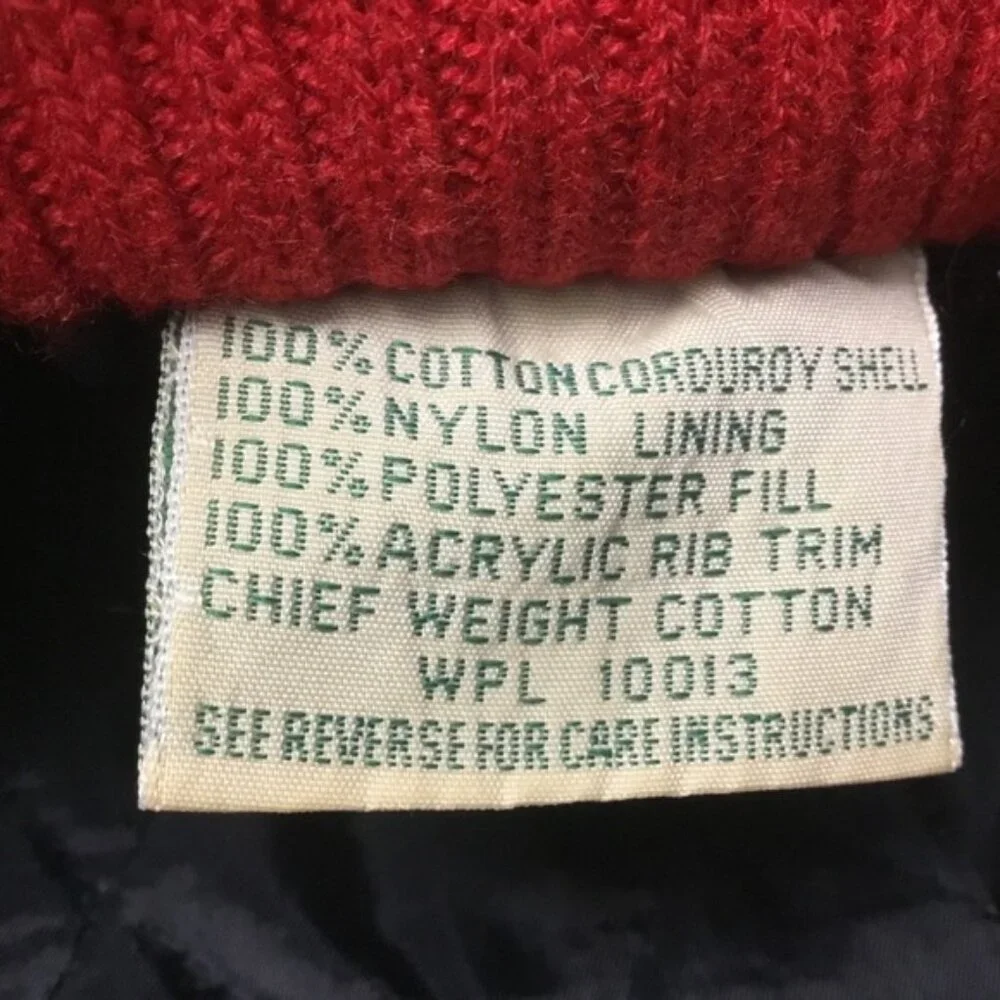 100% COTTON CORDUROY SHELL
100% NYLON LINING
100% POLYESTER FILL
100% ACRYLIC RIB TRIM
CHIEF WEIGHT COTTON
WPL 10013
SEE REVERSE FOR CARE INSTRUCTIONS